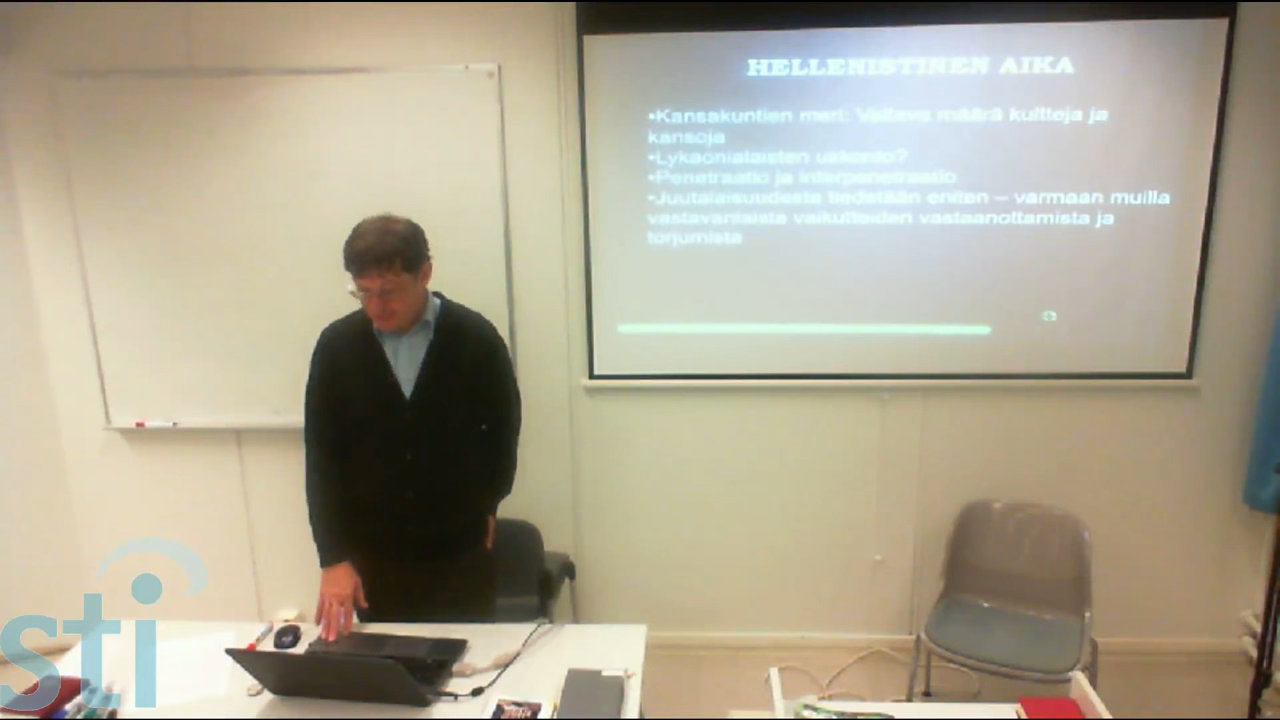 HELLENISTINEN AIKA
•Kansakuntien meri: Valtava määrä kultteja ja
kansoja
•Lykaonialaisten uskonto?
•Penetraatio ja interpenetraatio
•Juutalaisuudesta tiedetään eniten – varmaan muilla
vastavanlaista vaikutteiden vastaanottamista ja
torjumista
sti